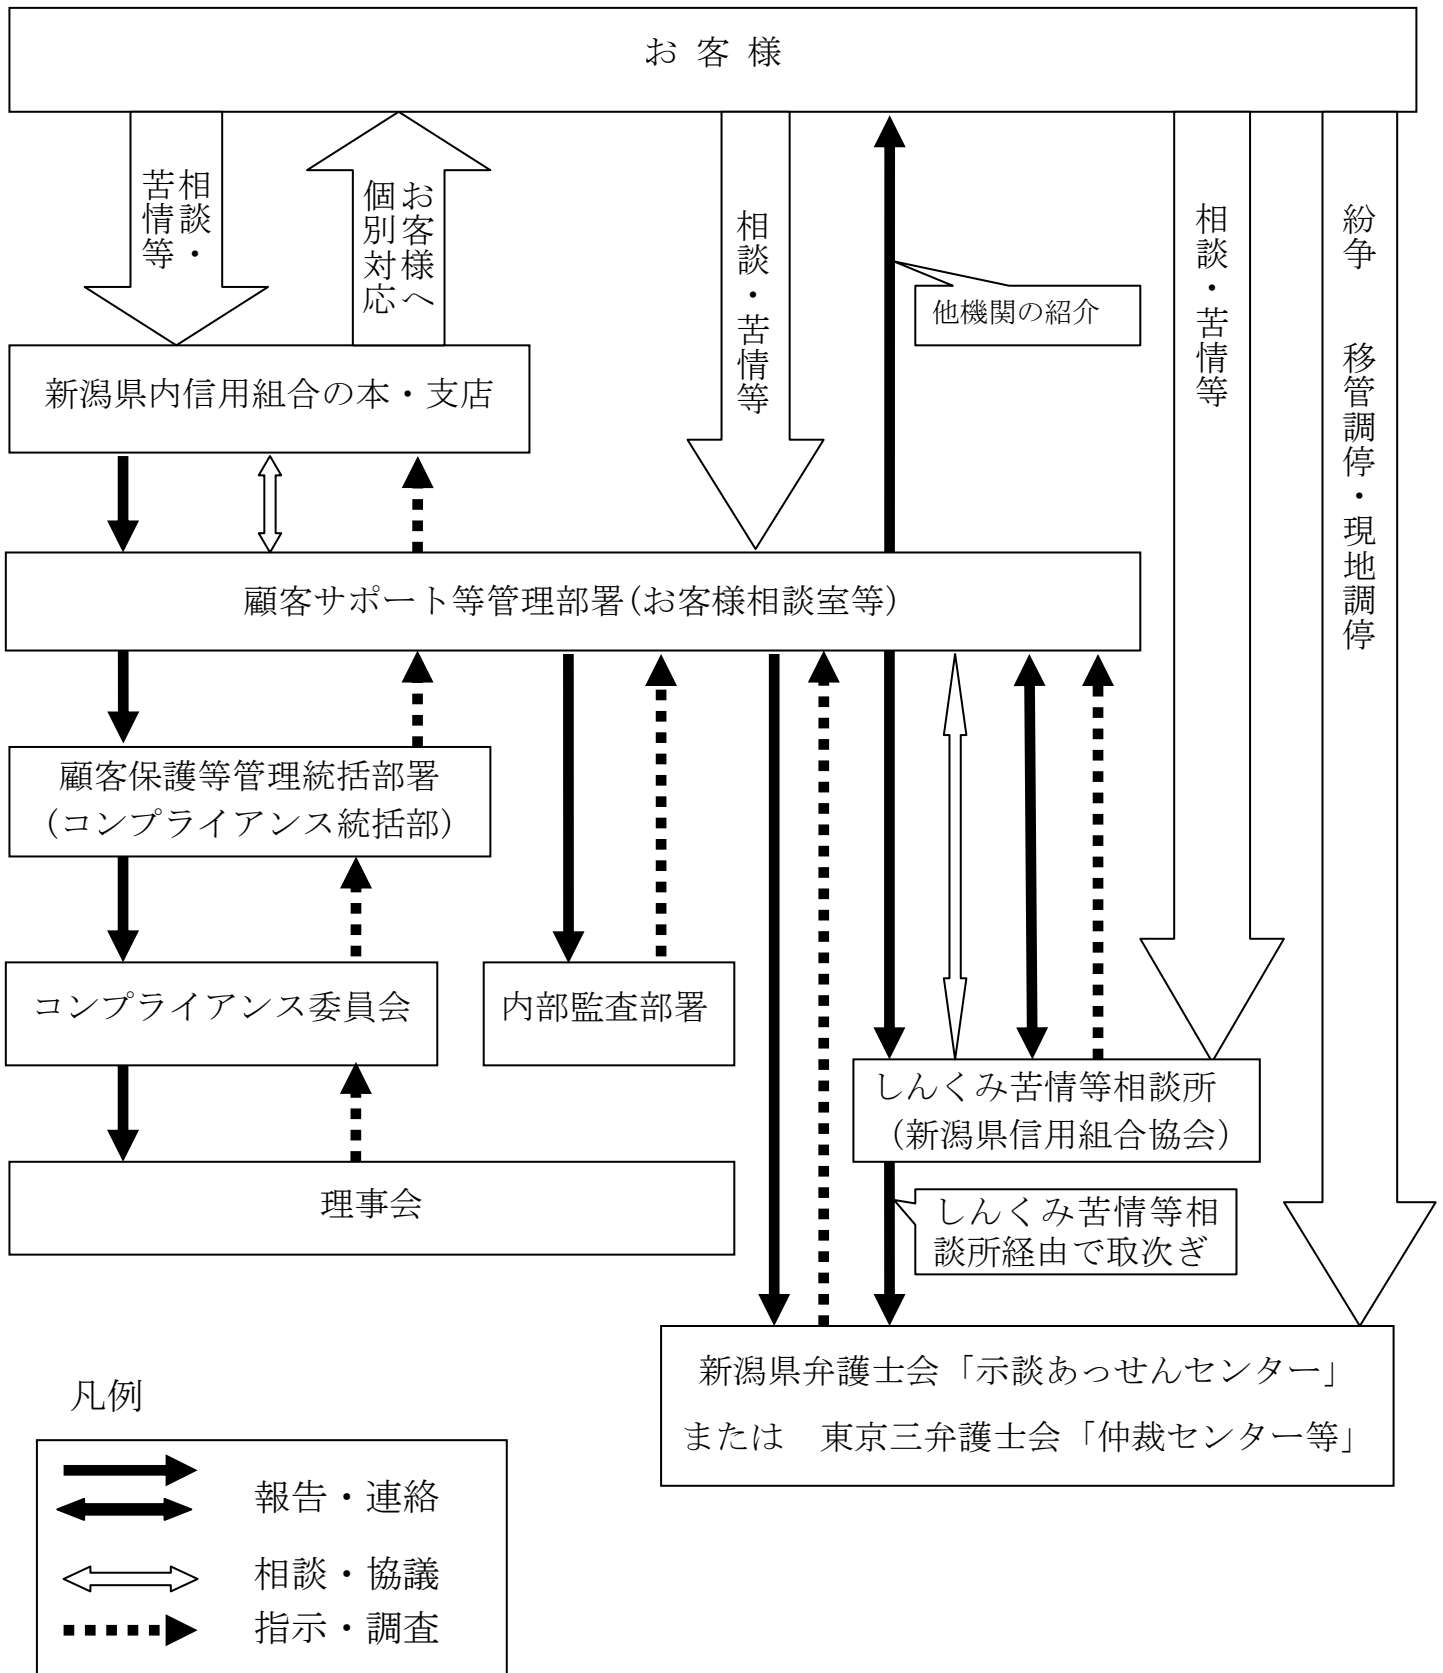 お 客 様
相談・
苦情等
お客様へ
個別対応
相談・苦情等
他機関の紹介
相談・苦情等
紛争　移管調停・現地調停
新潟県内信用組合の本・支店
顧客サポート等管理部署(お客様相談室等)
顧客保護等管理統括部署
(コンプライアンス統括部)
コンプライアンス委員会
内部監査部署
しんくみ苦情等相談所
(新潟県信用組合協会)
理事会
しんくみ苦情等相
談所経由で取次ぎ
新潟県弁護士会「示談あっせんセンター」
または　東京三弁護士会「仲裁センター等」
凡例
報告・連絡
相談・協議
指示・調査